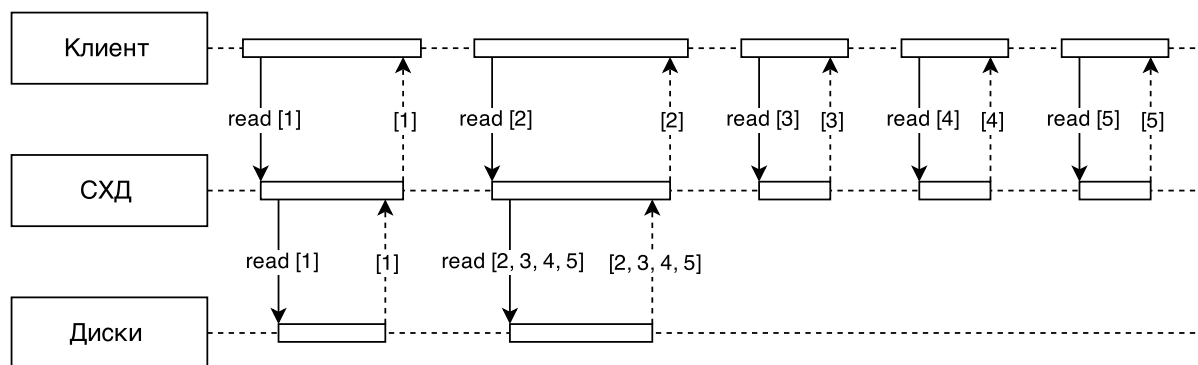 Клиент
read [1]
[1]
read [2]
[2]
read [3]
[3]
read [4]
[4]
read [5]
[5]
СХД
read [1]
[1]
read [2, 3, 4, 5]
[2, 3, 4, 5]
Диски